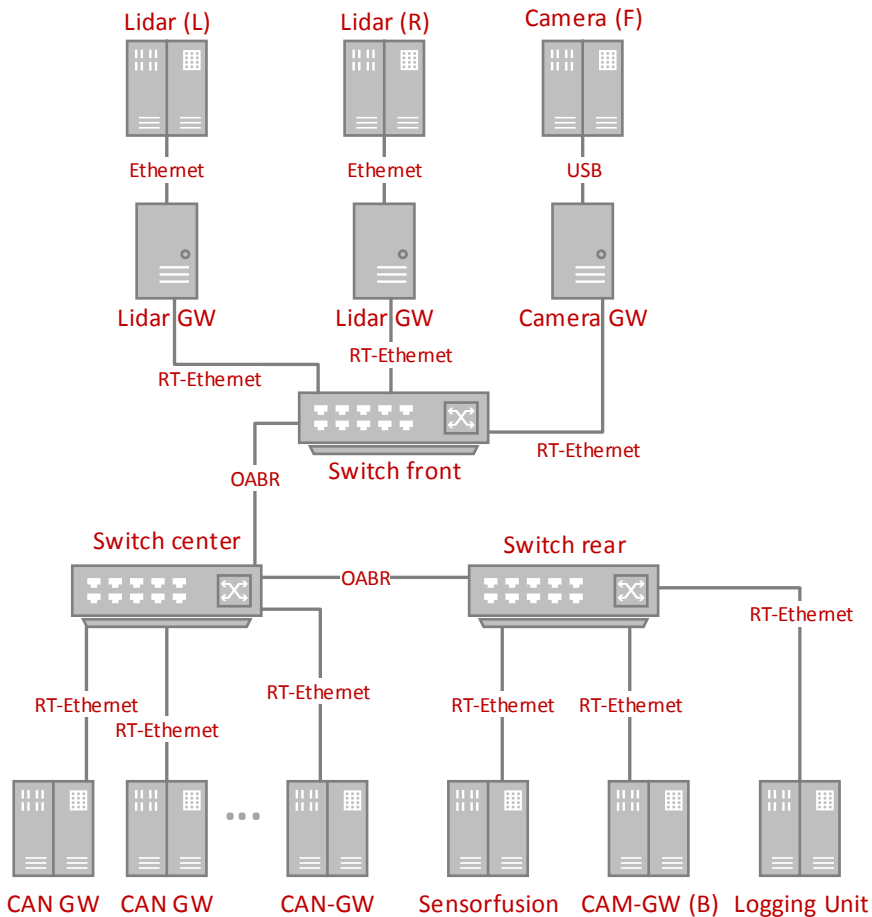 Lidar (L)
Lidar (R)
Camera (F)
Ethernet
Ethernet
USB
Lidar GW
Lidar GW
Camera GW
RT-Ethernet
RT-Ethernet
RT-Ethernet
Switch front
OABR
Switch center
Switch rear
OABR
RT-Ethernet
RT-Ethernet
RT-Ethernet
RT-Ethernet
RT-Ethernet
RT-Ethernet
...
CAN GW
CAN GW
CAN-GW
Sensorfusion
CAM-GW (B)
Logging Unit